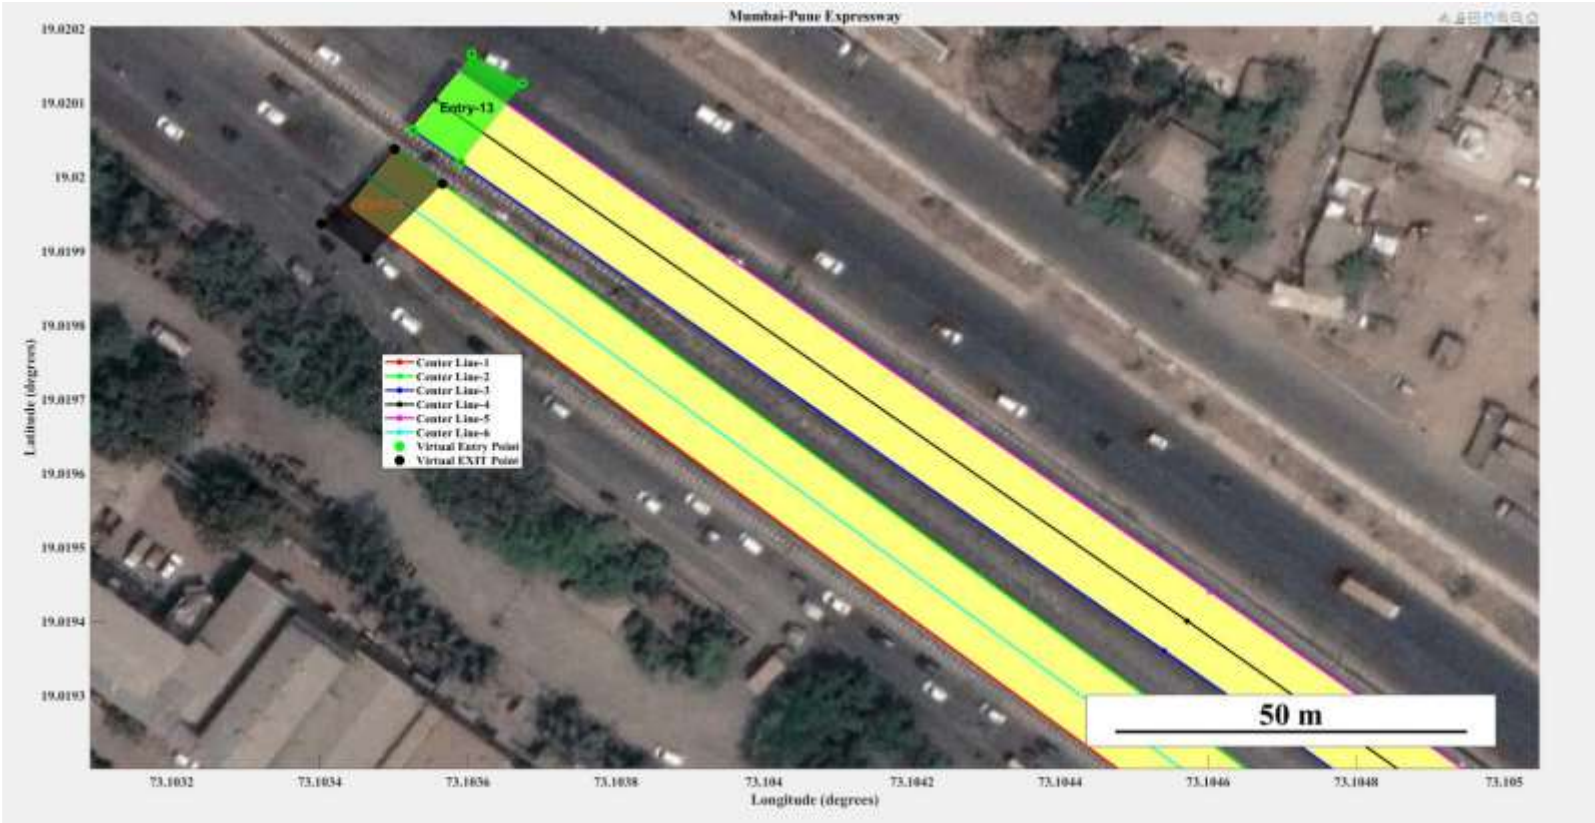 Mumbai-Pune Expressway
19.0202
19.0201
19.02
19.0199
19.0198
19.0197
19.0196
19.0195
19.0194
19.0193
Latitude (degrees)
Entry-13
Center Line-1
Center Line-2
Center Line-3
Center Line-4
Center Line-5
Center Line-6
Virtual Entry Point
Virtual EXIT Point
50 m
73.1032
73.1034
73.1036
73.1038
73.104
73.1042
73.1044
73.1046
73.1048
73.105
Longitude (degrees)